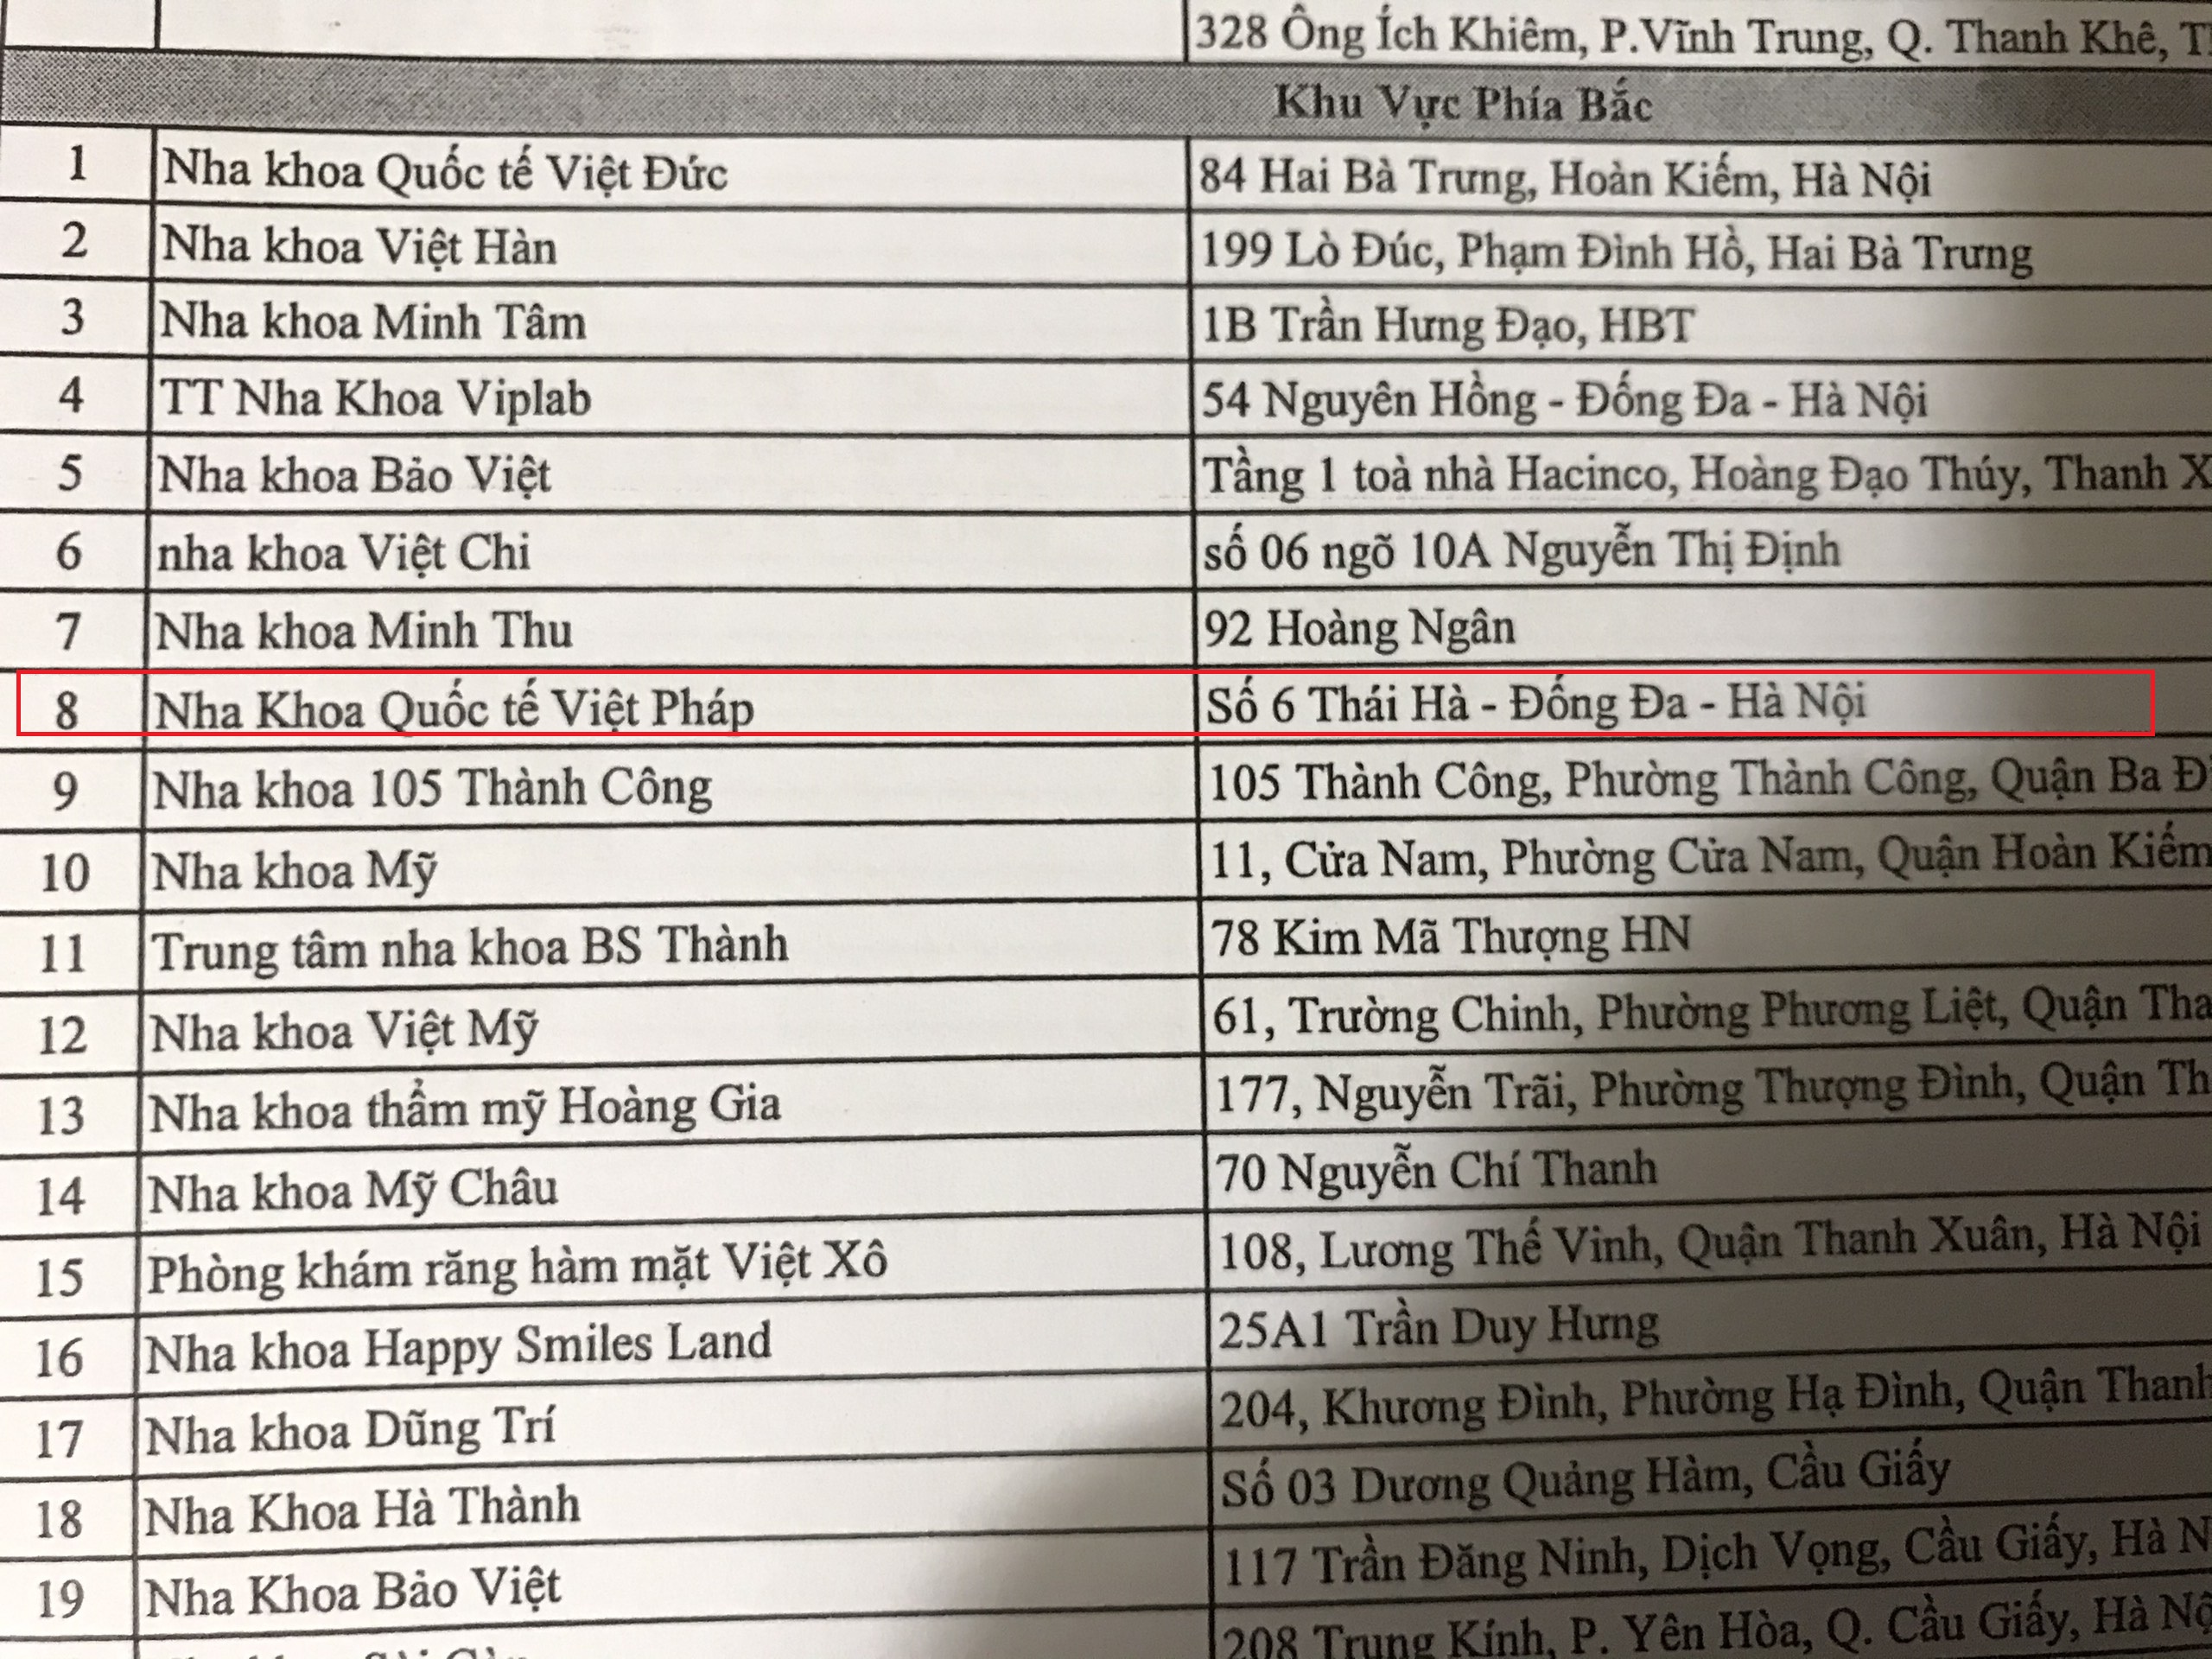 328 Ông Ích Khiêm, P.Vĩnh Trung, Q. Thanh Khê,
Khu Vực Phía Bắc
1 Nha khoa Quốc tế Việt Đức 84 Hai Bà Trưng, Hoàn Kiếm, Hà Nội
2 Nha khoa Việt Hàn 199 Lò Đúc, Phạm Đình Hồ, Hai Bà Trưng
3 Nha khoa Minh Tâm 1B Trần Hưng Đạo, HBT
4 TT Nha Khoa Viplab 54 Nguyên Hồng - Đống Đa - Hà Nội
5 Nha khoa Bảo Việt Tầng 1 toà nhà Hacinco, Hoàng Đạo Thúy, Thanh
6 nha khoa Việt Chi số 06 ngõ 10A Nguyễn Thị Định
7 Nha khoa Minh Thu 92 Hoàng Ngân
8 Nha Khoa Quốc tế Việt Pháp Số 6 Thái Hà - Đống Đa - Hà Nội
9 Nha khoa 105 Thành Công 105 Thành Công, Phường Thành Công, Quận Ba
10 Nha khoa Mỹ 11, Cửa Nam, Phường Cửa Nam, Quận Hoàn Kiếm
11 Trung tâm nha khoa BS Thành 78 Kim Mã Thượng HN
12 Nha khoa Việt Mỹ 61, Trường Chinh, Phường Phương Liệt, Quận
13 Nha khoa thẩm mỹ Hoàng Gia 177, Nguyễn Trãi, Phường Thượng Đình, Quận
14 Nha khoa Mỹ Châu 70 Nguyễn Chí Thanh
15 Phòng khám răng hàm mặt Việt Xô 108, Lương Thế Vinh, Quận Thanh Xuân, Hà Nội
16 Nha khoa Happy Smiles Land 25A1 Trần Duy Hưng
17 Nha khoa Dũng Trí 204, Khương Đình, Phường Hạ Đình, Quận Thanh
18 Nha Khoa Hà Thành Số 03 Dương Quảng Hàm, Cầu Giấy
19 Nha Khoa Bảo Việt 117 Trần Đăng Ninh, Dịch Vọng, Cầu Giấy, Hà
208 Trung Kính, P. Yên Hòa, Q. Cầu Giấy, Hà